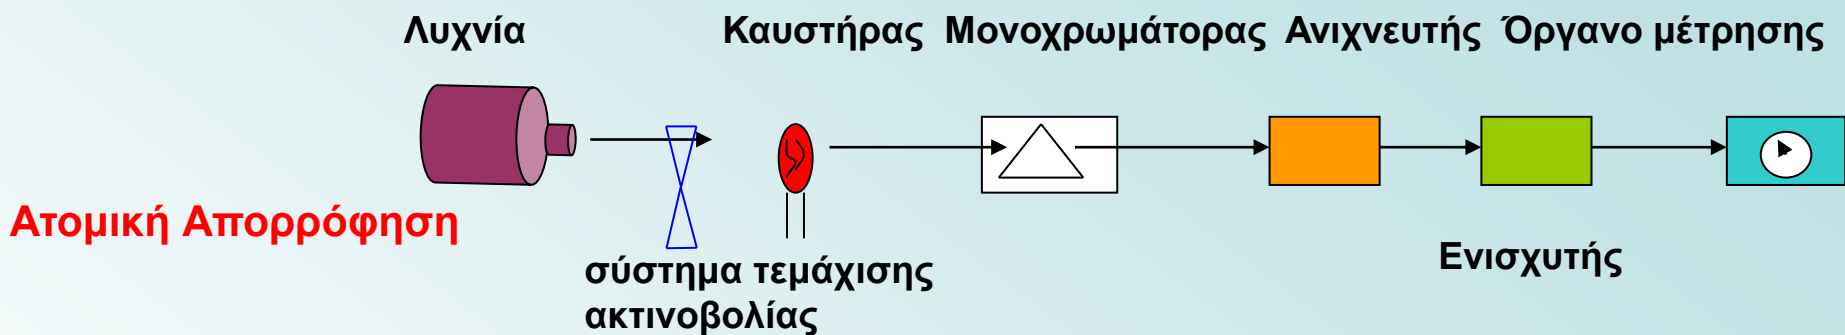 Λυχνία Καυστήρας Μονοχρωμάτορας Ανιχνευτής Όργανο μέτρησης
Ατομική Απορρόφηση
σύστημα τεμάχισης
ακτινοβολίας
Ενισχυτής